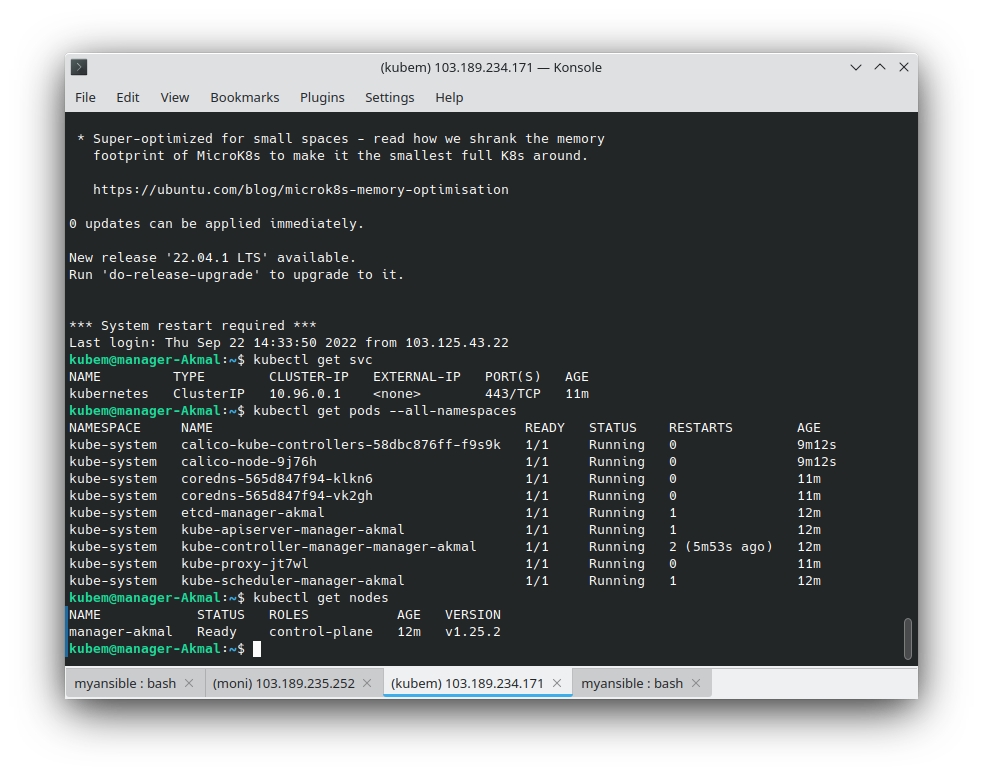 (kubem) 103.189.234.171 — Konsole
File Edit View Bookmarks Plugins Settings Help
* Super-optimized for small spaces - read how we shrank the memory
footprint of MicroK8s to make it the smallest full K8s around.
https://ubuntu.com/blog/microk8s-memory-optimisation
0 updates can be applied immediately.
New release '22.04.1 LTS' available.
Run 'do-release-upgrade' to upgrade to it.
*** System restart required ***
Last login: Thu Sep 22 14:33:50 2022 from 103.125.43.22
kubem@manager-Akmal:~$ kubectl get svc
NAME TYPE CLUSTER-IP EXTERNAL-IP PORT(S) AGE
kubernetes ClusterIP 10.96.0.1 <none> 443/TCP 11m
kubem@manager-Akmal:~$ kubectl get pods --all-namespaces
NAMESPACE NAME READY STATUS RESTARTS AGE
kube-system calico-kube-controllers-58dbc876ff-f9s9k 1/1 Running 0 9m12s
kube-system calico-node-9j76h 1/1 Running 0 9m12s
kube-system coredns-565d847f94-klkn6 1/1 Running 0 11m
kube-system coredns-565d847f94-vk2gh 1/1 Running 0 11m
kube-system etcd-manager-akmal 1/1 Running 1 12m
kube-system kube-apiserver-manager-akmal 1/1 Running 1 12m
kube-system kube-controller-manager-manager-akmal 1/1 Running 2 (5m53s ago) 12m
kube-system kube-proxy-jt7wl 1/1 Running 0 11m
kube-system kube-scheduler-manager-akmal 1/1 Running 1 12m
kubem@manager-Akmal:~$ kubectl get nodes
NAME STATUS ROLES AGE VERSION
manager-akmal Ready control-plane 12m v1.25.2
kubem@manager-Akmal:~$
myansible : bash (moni) 103.189.235.252 (kubem) 103.189.234.171 myansible : bash